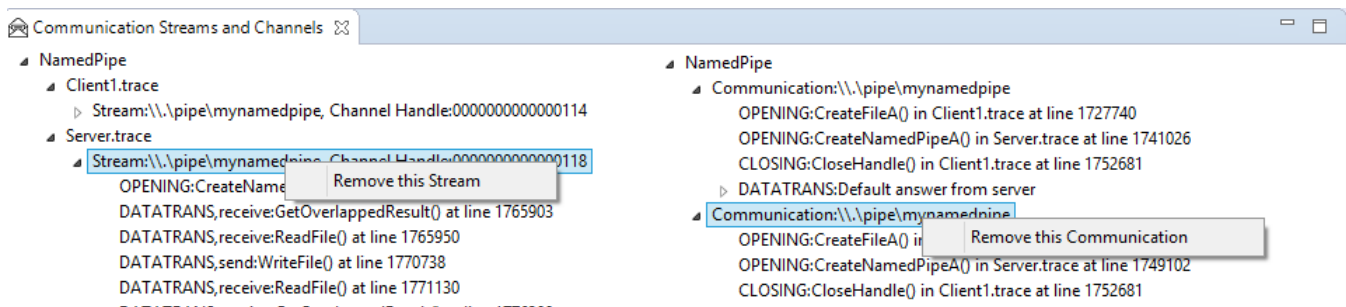 Communication Streams and Channels
NamedPipe
Client1.trace
Stream:\\.\pipe\mynamedpipe, Channel Handle:0000000000000114
Server.trace
Stream:\\.\pipe\mynamedpipe, Channel Handle:0000000000000118
Remove this Stream
OPENING:CreateName
DATATRANS,receive:GetOverlappedResult() at line 1765903
DATATRANS,receive:ReadFile() at line 1765950
DATATRANS,send:WriteFile() at line 1770738
DATATRANS,receive:ReadFile() at line 1771130
NamedPipe
Communication:\\.\pipe\mynamedpipe
OPENING:CreateFileA() in Client1.trace at line 1727740
OPENING:CreateNamedPipeA() in Server.trace at line 1741026
CLOSING:CloseHandle() in Client1.trace at line 1752681
DATATRANS:Default answer from server
Communication:\\.\pipe\mynamedpipe
Remove this Communication
OPENING:CreateFileA() in
OPENING:CreateNamedPipeA() in Server.trace at line 1749102
CLOSING:CloseHandle() in Client1.trace at line 1752681